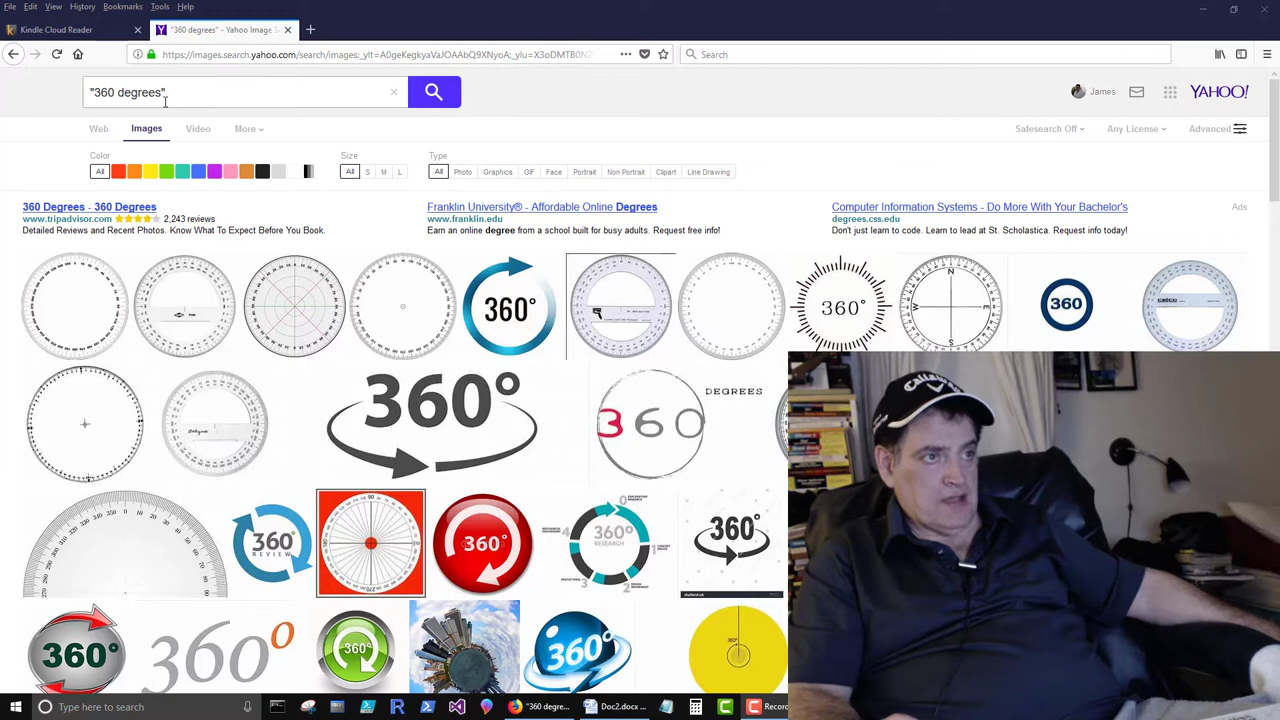 File Edit View History Bookmarks Tools Help
Kindle Cloud Reader
"360 degrees" - Yahoo Image S
https://images.search.yahoo.com/search/images;_ylt=A0geKegkyaVaJOAAbQ9XNyoA;_ylu=X3oDMTB0N2
Search
"360 degrees"
James
YAHOO!
Web Images Video More
Safesearch Off Any License Advanced
Color Size Type
All All S M L All Photo Graphics GIF Face Portrait Non Portrait Clipart Line Drawing
360 Degrees - 360 Degrees
www.tripadvisor.com 2,243 reviews
Detailed Reviews and Recent Photos. Know What To Expect Before You Book.
Franklin University® - Affordable Online Degrees
www.franklin.edu
Earn an online degree from a school built for busy adults. Request free info!
Computer Information Systems - Do More With Your Bachelor's
degrees.css.edu
Don't just learn to code. Learn to lead at St. Scholastica. Request info today!
Ads
360°
360°
N
W E
S
360
360°
360
DEGREES
360°
REVIEW
360°
360°
RESEARCH
360°
360°
360°
360°
360°
Callaway
Type here to search
"360 degree...
Doc2.docx ...
Recor